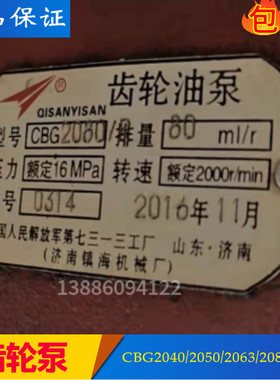 品保证
QISANYISAN
齿轮油泵
型号 CBG2080/ 排量 80 ml/r
压力 额定16MPa 转速 额定2000r/min
号 0314 2016年11月
国人民解放军第七三一三工厂 山东·济南
(济南镇海机械厂)
13886094122
齿轮泵
CBG2040/2050/2063/208